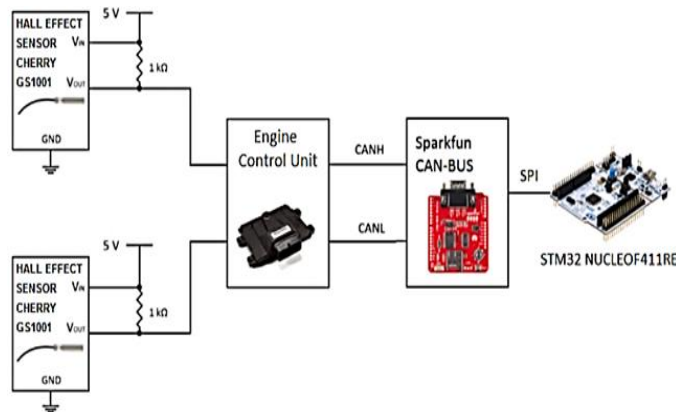 HALL EFFECT
SENSOR
CHERRY
GS1001
VIN
VOUT
GND
5 V
1 kΩ
HALL EFFECT
SENSOR
CHERRY
GS1001
VIN
VOUT
GND
5 V
1 kΩ
Engine
Control Unit
CANH
CANL
Sparkfun
CAN-BUS
SPI
STM32 NUCLEOF411RE